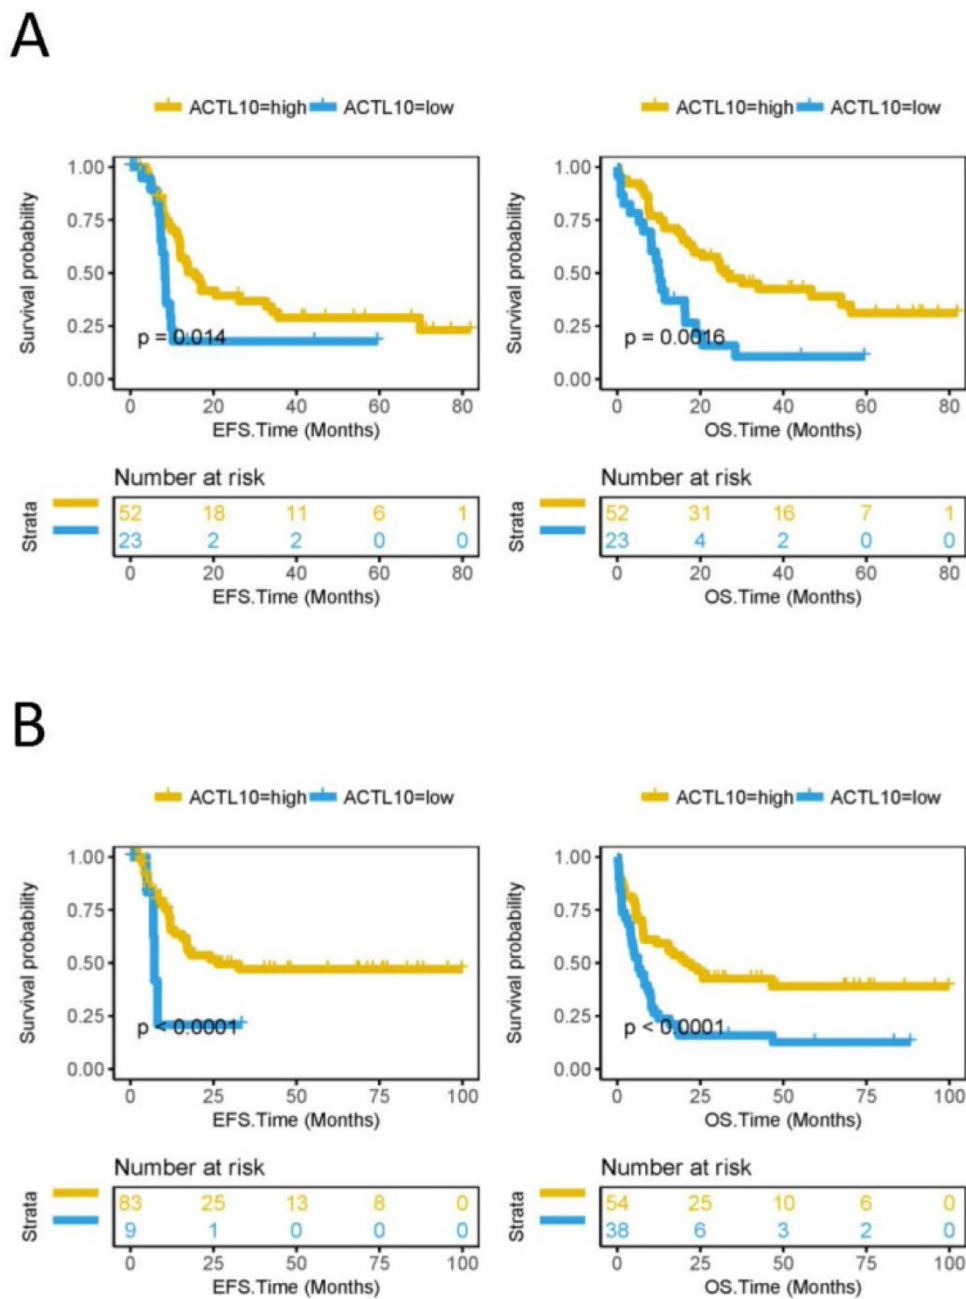 A
ACTL10=high ACTL10=low ACTL10=high ACTL10=low
Survival probability
1.00
0.75
0.50
0.25
0.00
p = 0.014
0 20 40 60 80
EFS.Time (Months)
Survival probability
1.00
0.75
0.50
0.25
0.00
p = 0.0016
0 20 40 60 80
OS.Time (Months)
Number at risk
Strata
52 18 11 6 1
23 2 2 0 0
0 20 40 60 80
EFS.Time (Months)
Number at risk
Strata
52 31 16 7 1
23 4 2 0 0
0 20 40 60 80
OS.Time (Months)
B
ACTL10=high ACTL10=low ACTL10=high ACTL10=low
Survival probability
1.00
0.75
0.50
0.25
0.00
p < 0.0001
0 25 50 75 100
EFS.Time (Months)
Survival probability
1.00
0.75
0.50
0.25
0.00
p < 0.0001
0 25 50 75 100
OS.Time (Months)
Number at risk
Strata
83 25 13 8 0
9 1 0 0 0
0 25 50 75 100
EFS.Time (Months)
Number at risk
Strata
54 25 10 6 0
38 6 3 2 0
0 25 50 75 100
OS.Time (Months)